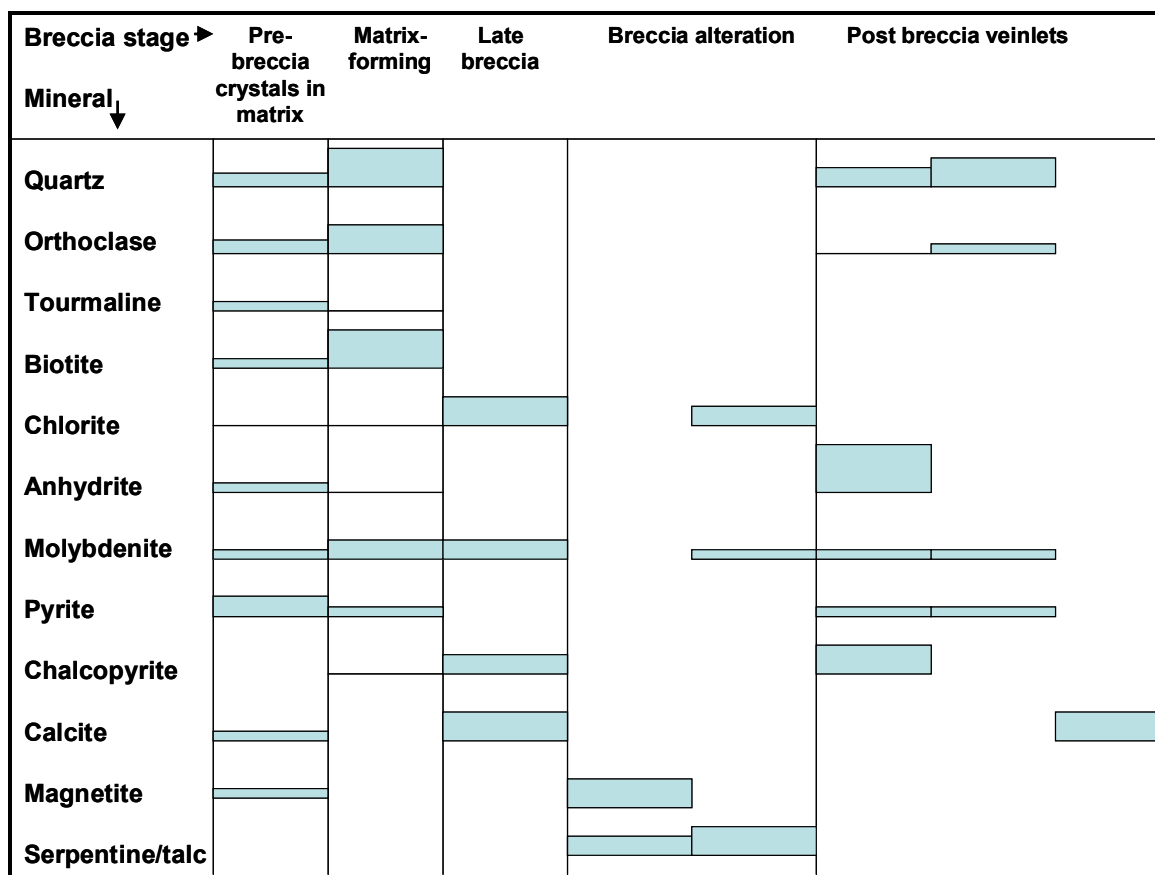 Breccia stage
Pre-
breccia
crystals in
matrix
Matrix-
forming
Late
breccia
Breccia alteration
Post breccia veinlets
Mineral
Quartz
Orthoclase
Tourmaline
Biotite
Chlorite
Anhydrite
Molybdenite
Pyrite
Chalcopyrite
Calcite
Magnetite
Serpentine/talc